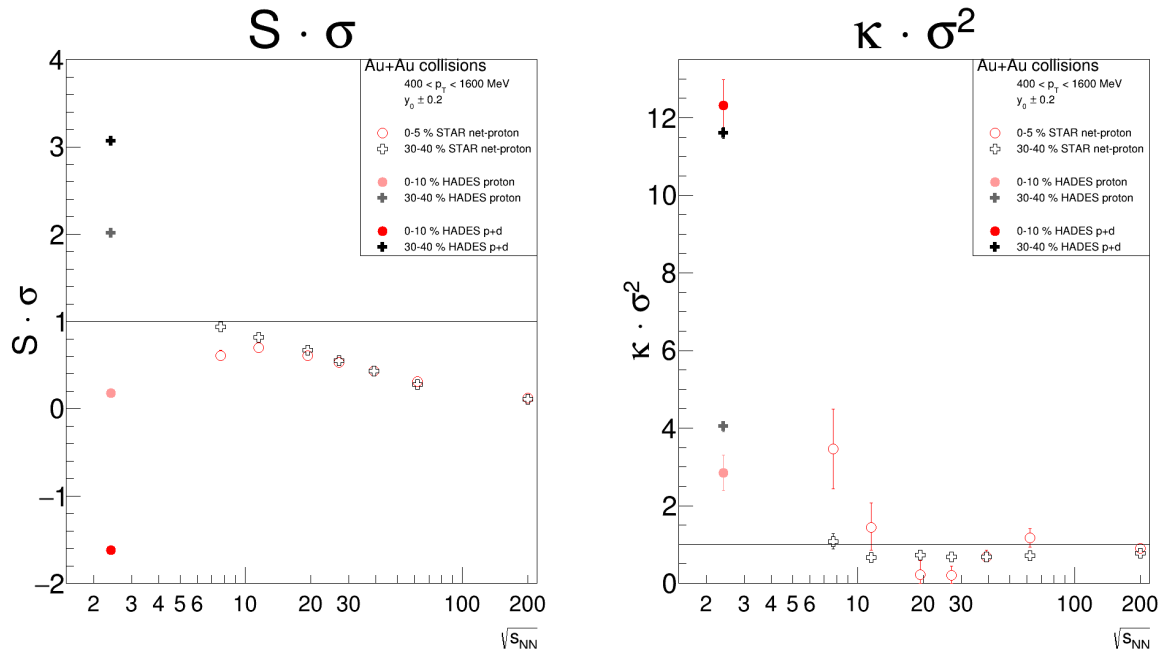 S · σ
4
3
2
1
0
−1
−2
S · σ
Au+Au collisions
400 < p_T < 1600 MeV
y_0 ± 0.2
0-5 % STAR net-proton
30-40 % STAR net-proton
0-10 % HADES proton
30-40 % HADES proton
0-10 % HADES p+d
30-40 % HADES p+d
2 3 4 5 6 10 20 30 100 200
√s_NN
κ · σ²
12
10
8
6
4
2
0
κ · σ²
Au+Au collisions
400 < p_T < 1600 MeV
y_0 ± 0.2
0-5 % STAR net-proton
30-40 % STAR net-proton
0-10 % HADES proton
30-40 % HADES proton
0-10 % HADES p+d
30-40 % HADES p+d
2 3 4 5 6 10 20 30 100 200
√s_NN